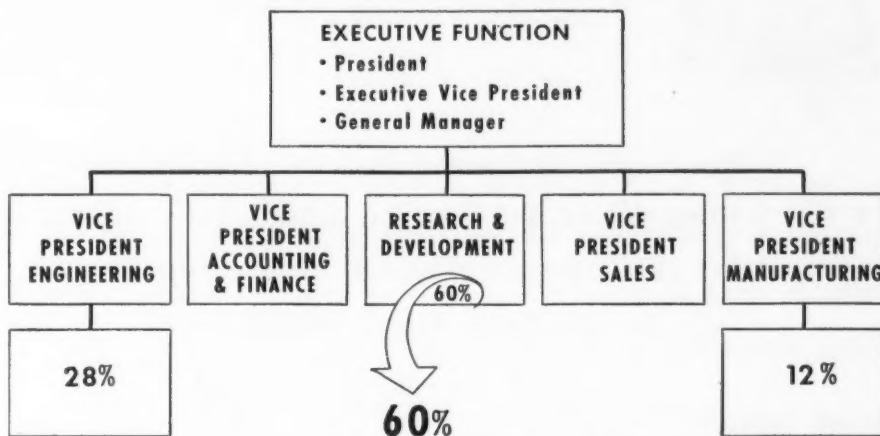 EXECUTIVE FUNCTION
• President
• Executive Vice President
• General Manager
VICE
PRESIDENT
ENGINEERING
VICE
PRESIDENT
ACCOUNTING
& FINANCE
RESEARCH &
DEVELOPMENT
60%
VICE
PRESIDENT
SALES
VICE
PRESIDENT
MANUFACTURING
28%
60%
12%